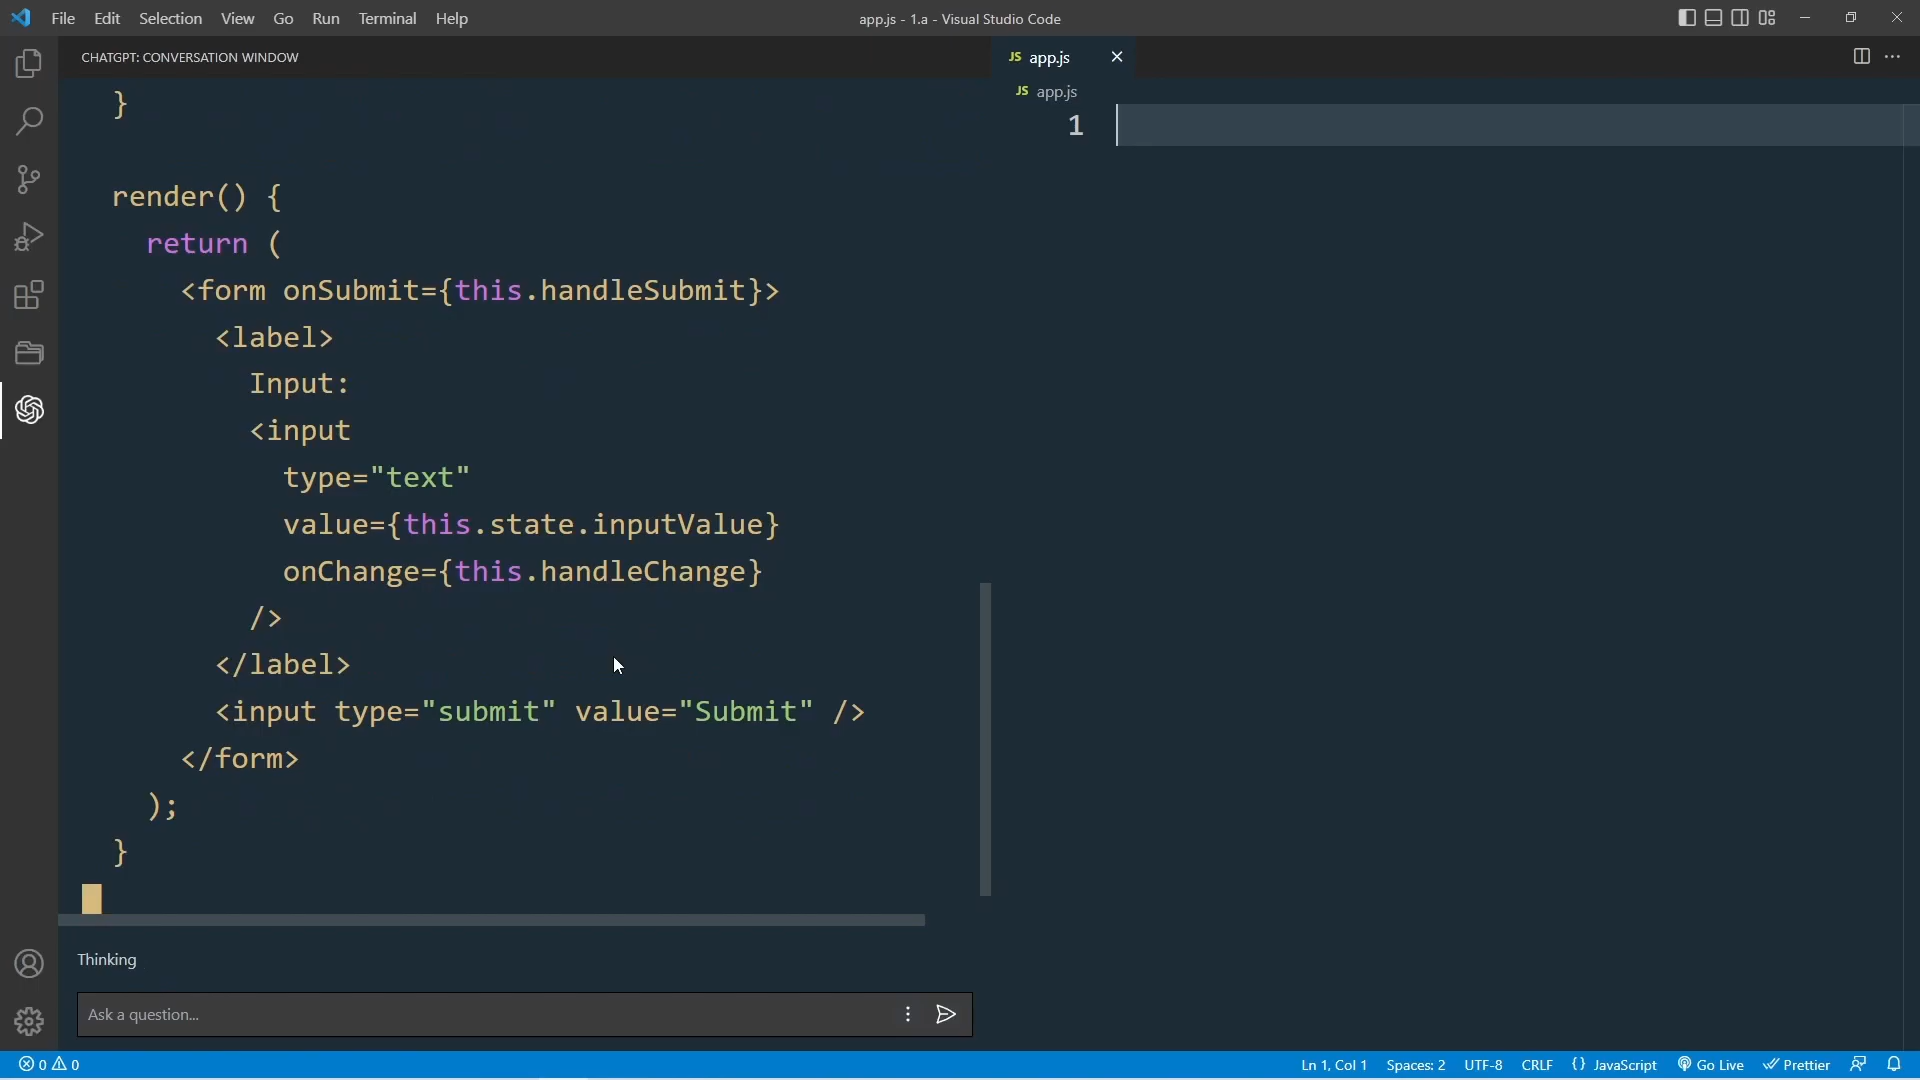 File Edit Selection View Go Run Terminal Help
app.js - 1.a - Visual Studio Code
CHATGPT: CONVERSATION WINDOW
JS app.js
JS app.js
1
}
render() {
return (
<form onSubmit={this.handleSubmit}>
<label>
Input:
<input
type="text"
value={this.state.inputValue}
onChange={this.handleChange}
/>
</label>
<input type="submit" value="Submit" />
</form>
);
}
Thinking
Ask a question...
0 0
Ln 1, Col 1 Spaces: 2 UTF-8 CRLF {} JavaScript Go Live Prettier